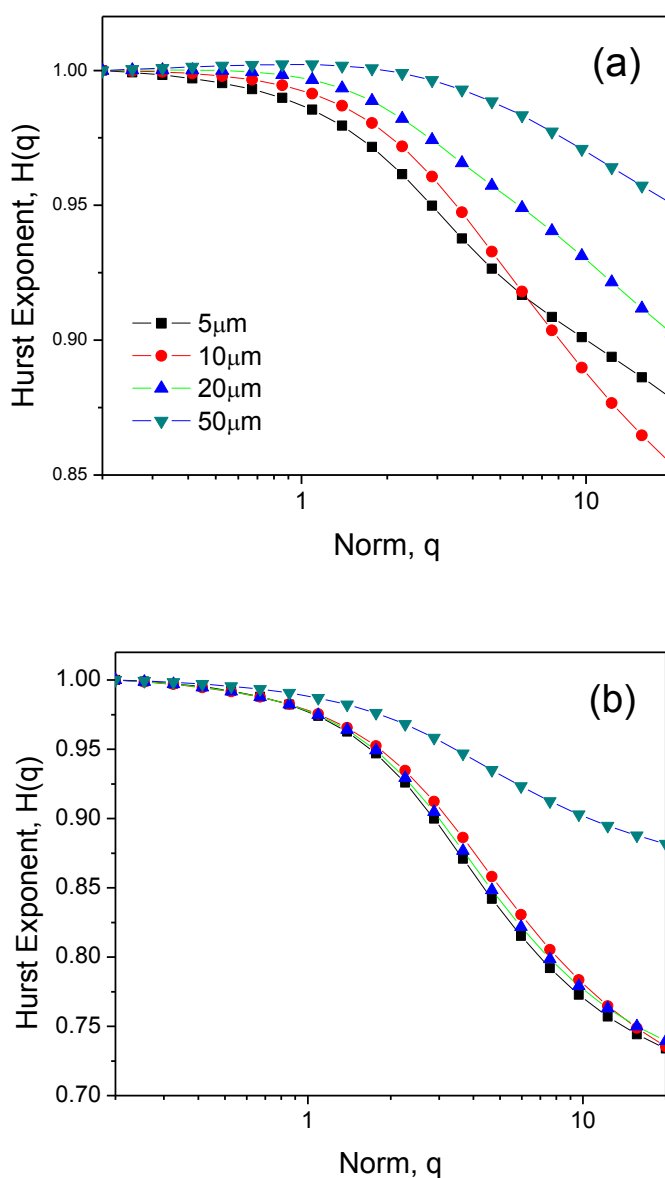 (a)
1.00
0.95
0.90
0.85
Hurst Exponent, H(q)
5μm
10μm
20μm
50μm
1
10
Norm, q
(b)
1.00
0.95
0.90
0.85
0.80
0.75
0.70
Hurst Exponent, H(q)
1
10
Norm, q